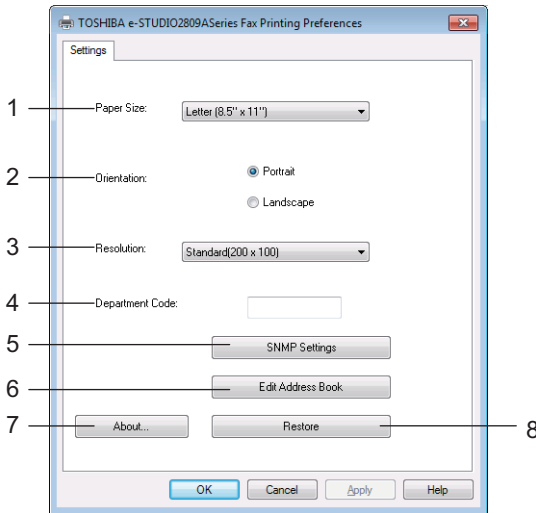 TOSHIBA e-STUDIO2809ASeries Fax Printing Preferences
Settings
1 Paper Size: Letter (8.5" x 11")
2 Orientation: Portrait
Landscape
3 Resolution: Standard(200 x 100)
4 Department Code:
5 SNMP Settings
6 Edit Address Book
7 About... Restore 8
OK Cancel Apply Help